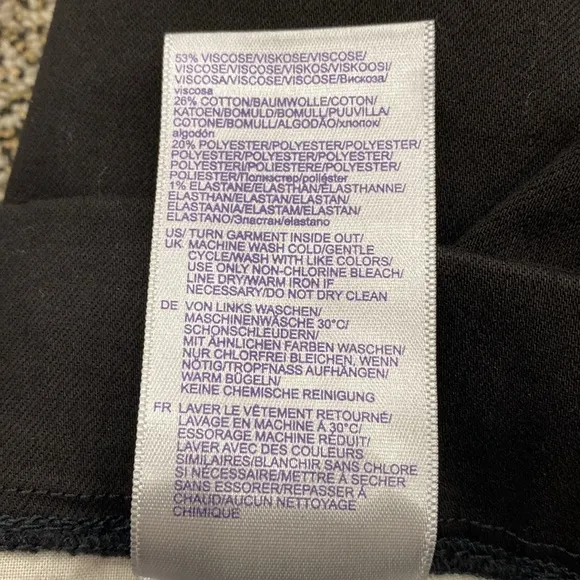 53% VISCOSE/VISKOSE/VISCOSE/
VISCOSE/VISCOSE/VISKOS/VISKOOSI/
VISCOSA/VISCOSE/VISCOSE/Вискоза/
viscosa
26% COTTON/BAUMWOLLE/COTON/
KATOEN/BOMULD/BOMULL/PUUVILLA/
COTONE/BOMULL/ALGODÃO/хлопок/
algodón
20% POLYESTER/POLYESTER/POLYESTER/
POLYESTER/POLYESTER/POLYESTER/
POLYESTERI/POLIESTERE/POLYESTER/
POLIESTER/Полиэстер/poliéster
1% ELASTANE/ELASTHAN/ÉLASTHANNE/
ELASTHAN/ELASTAN/ELASTAN/
ELASTAANIA/ELASTAM/ELASTAN/
ELASTANO/Эластан/elastano
US/ TURN GARMENT INSIDE OUT/
UK MACHINE WASH COLD/GENTLE
CYCLE/WASH WITH LIKE COLORS/
USE ONLY NON-CHLORINE BLEACH/
LINE DRY/WARM IRON IF
NECESSARY/DO NOT DRY CLEAN
DE VON LINKS WASCHEN/
MASCHINENWÄSCHE 30°C/
SCHONSCHLEUDERN/
MIT ÄHNLICHEN FARBEN WASCHEN/
NUR CHLORFREI BLEICHEN, WENN
NÖTIG/TROPFNASS AUFHÄNGEN/
WARM BÜGELN/
KEINE CHEMISCHE REINIGUNG
FR LAVER LE VÊTEMENT RETOURNÉ/
LAVAGE EN MACHINE À 30°C/
ESSORAGE MACHINE RÉDUIT/
LAVER AVEC DES COULEURS
SIMILAIRES/BLANCHIR SANS CHLORE
SI NÉCESSAIRE/METTRE À SÉCHER
SANS ESSORER/REPASSER À
CHAUD/AUCUN NETTOYAGE
CHIMIQUE